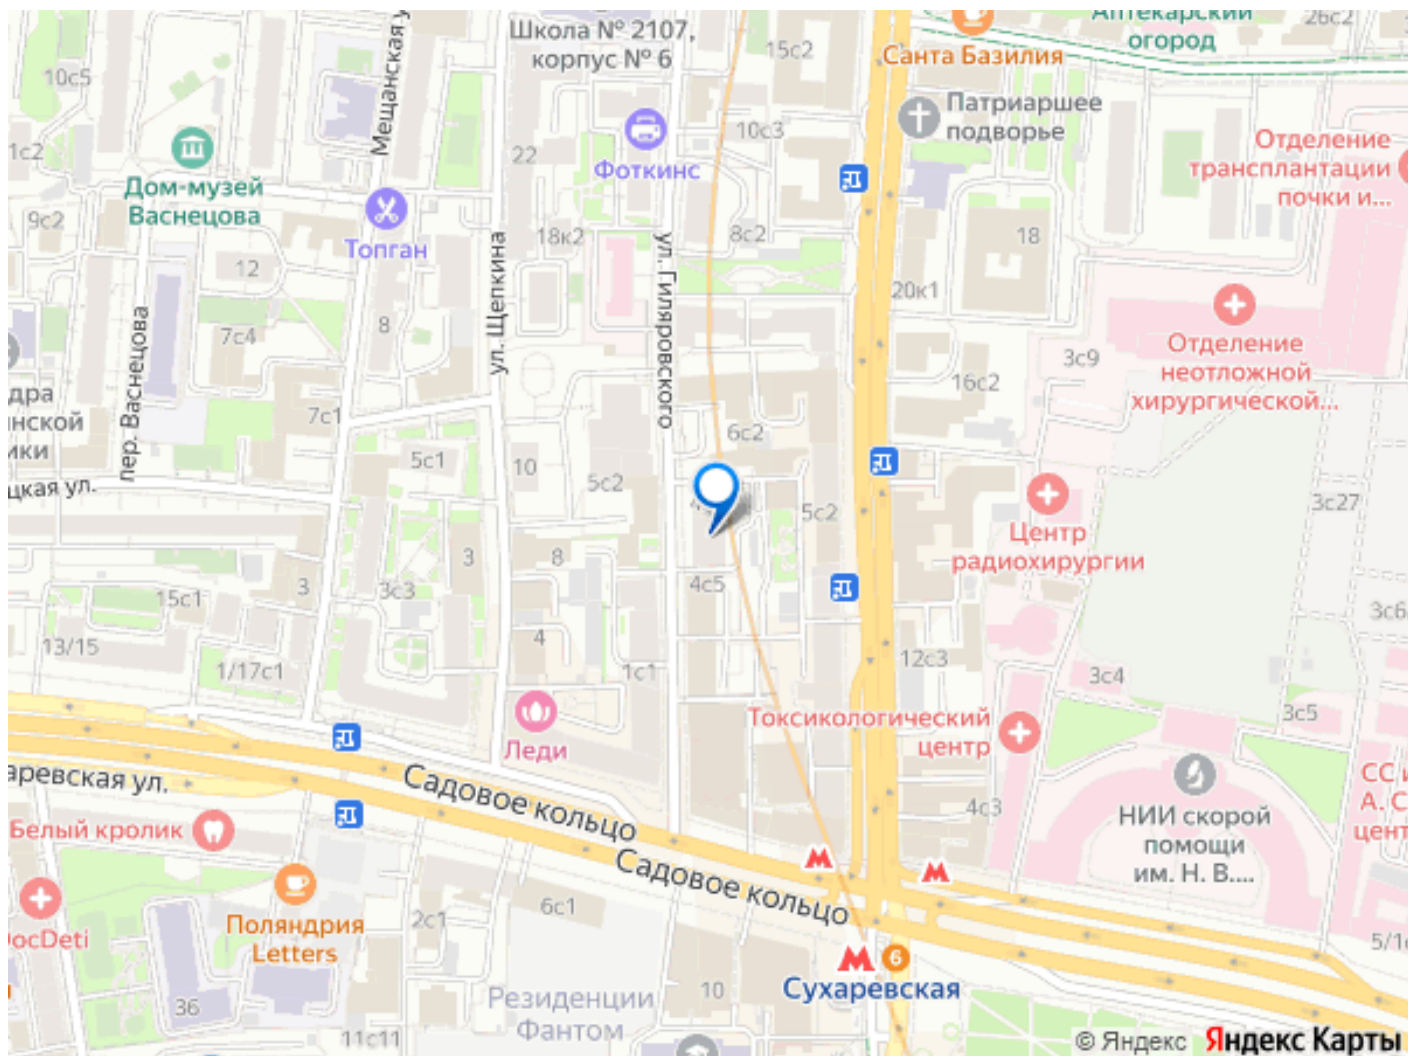 Школа № 2107,
корпус № 6
15с2
Санта Базилия
Аптекарский
огород
26с2
10с5
Мещанская у
Патриаршее
подворье
Фоткинс
10с3
22
1с2
Дом-музей
Васнецова
Отделение
трансплантации
почки и...
9с2
Топган
18к2
8с2
18
12
ул. Щепкина
ул. Гиляровского
20к1
пер. Васнецова
7с4
8
Отделение
неотложной
хирургической...
3с9
16с2
дра
нской
ики
7с1
6с2
цкая ул.
5с1
10
5с2
5с2
3с27
Центр
радиохирургии
3
8
3с3
3
4с5
15с1
3с6
13/15
1/17с1
4
1с1
12с3
3с4
Леди
Токсикологический
центр
3с5
аревская ул.
Садовое кольцо
Садовое кольцо
4с3
НИИ скорой
помощи
им. Н. В....
СС и
А. С
цент
Белый кролик
Поляндрия
Letters
2с1
6с1
DocDeti
5/1с
6
Сухаревская
36
Резиденции
Фантом
10
11с11
© Яндекс Яндекс Карты